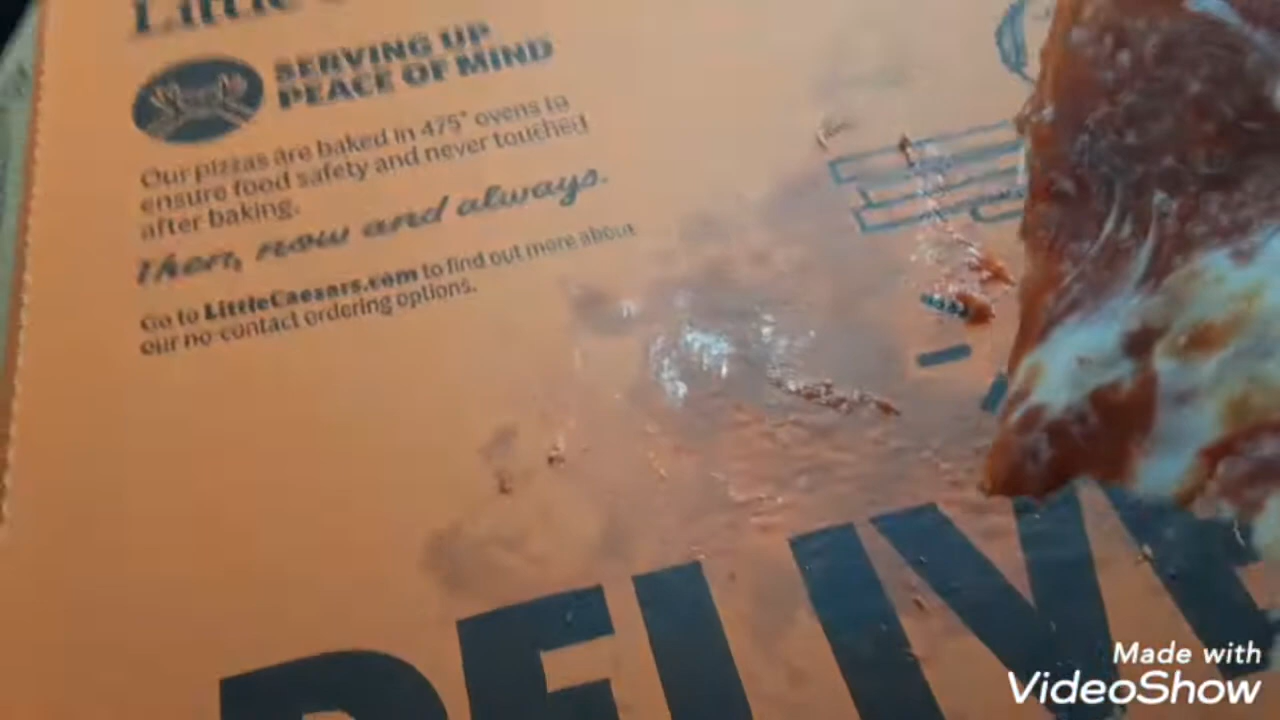 Little
SERVING UP
PEACE OF MIND
Our pizzas are baked in 475° ovens to
ensure food safety and never touched
after baking.
Then, now and always.
Go to LittleCaesars.com to find out more about
our no-contact ordering options.
DELIVE
Made with
VideoShow